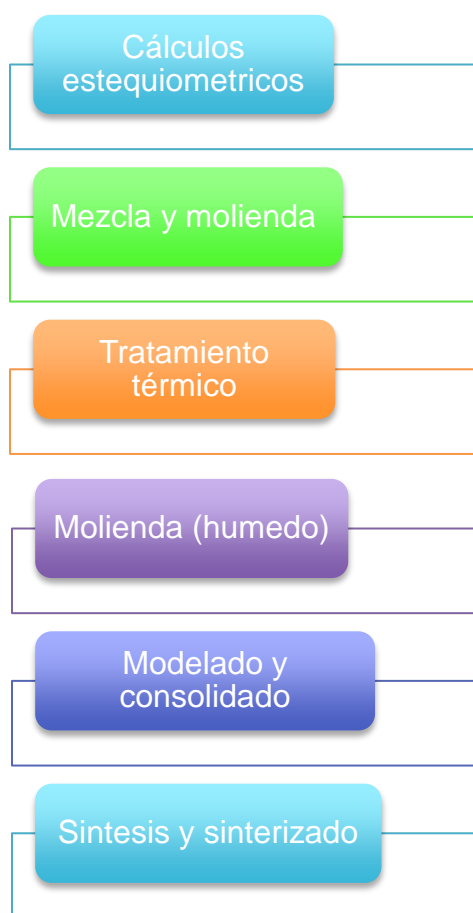 Cálculos
estequiometricos
Mezcla y molienda
Tratamiento
térmico
Molienda (humedo)
Modelado y
consolidado
Sintesis y sinterizado